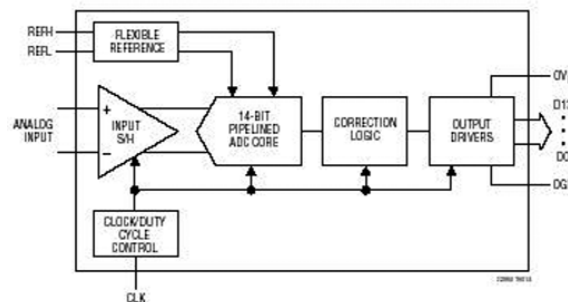 REFH
REFL
FLEXIBLE
REFERENCE
OV
ANALOG
INPUT
+
−
INPUT
S/H
14-BIT
PIPELINED
ADC CORE
CORRECTION
LOGIC
OUTPUT
DRIVERS
D13
D0
CLOCK/DUTY
CYCLE
CONTROL
CLK